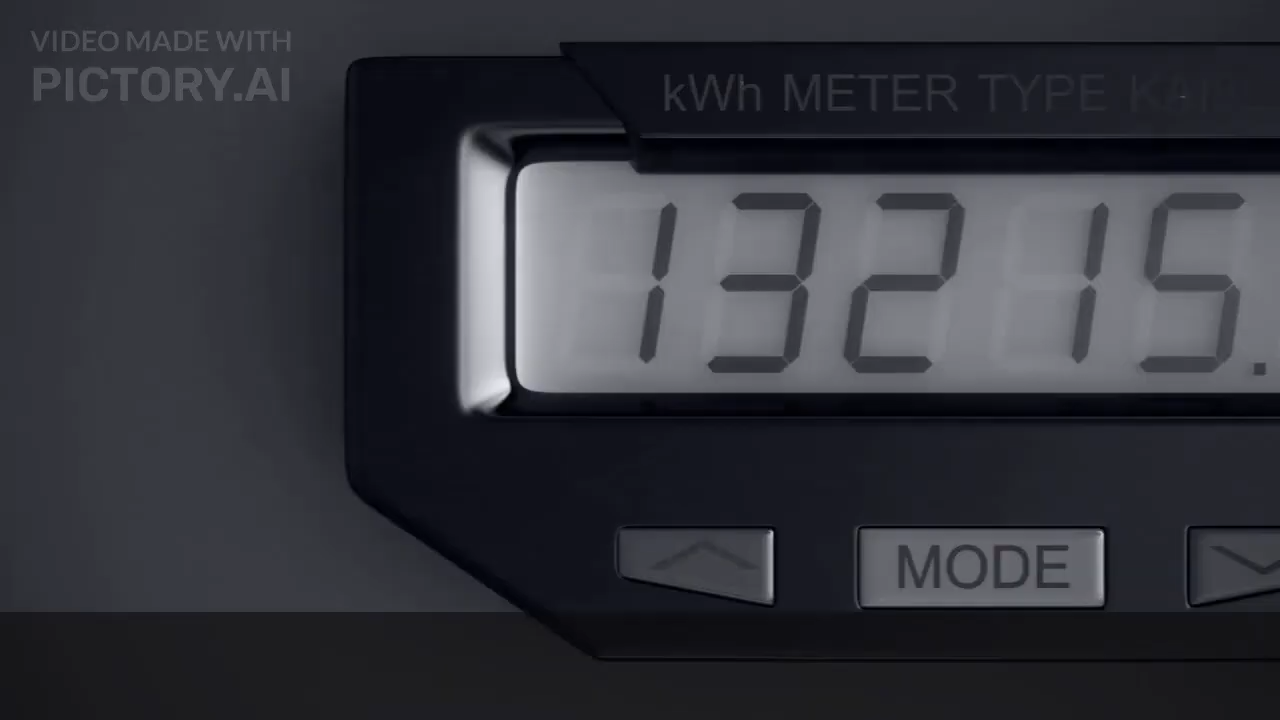 VIDEO MADE WITH
PICTORY.AI
kWh METER TYPE
13215.
MODE